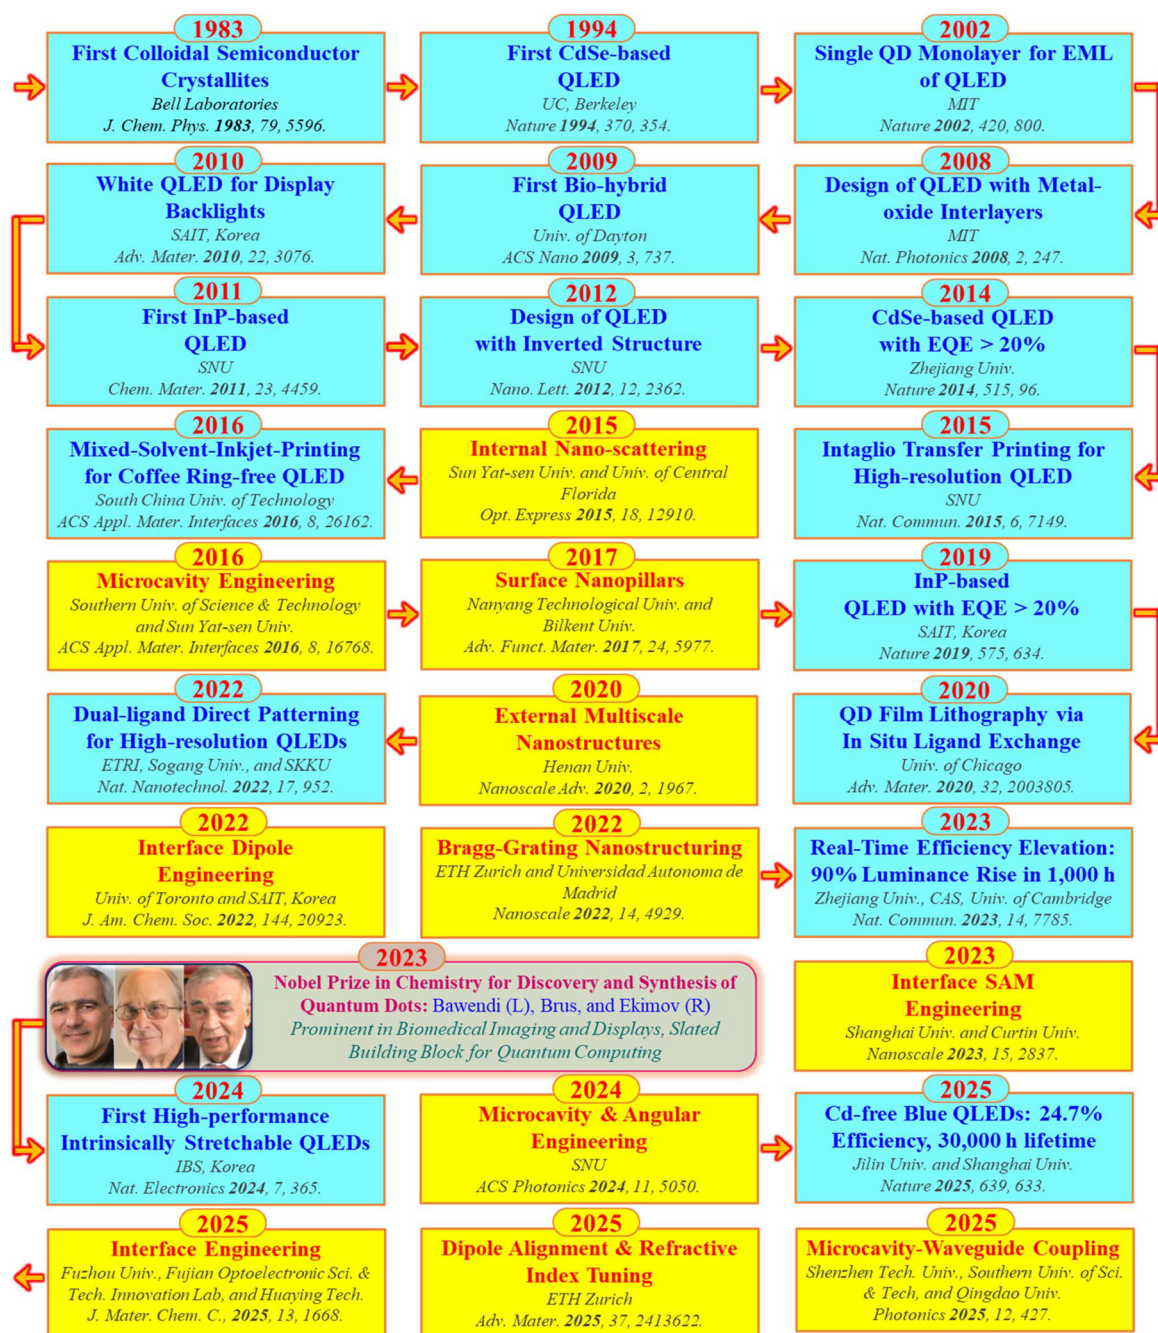 1983
First Colloidal Semiconductor
Crystallites
Bell Laboratories
J. Chem. Phys. 1983, 79, 5596.
1994
First CdSe-based
QLED
UC, Berkeley
Nature 1994, 370, 354.
2002
Single QD Monolayer for EML
of QLED
MIT
Nature 2002, 420, 800.
2010
White QLED for Display
Backlights
SAIT, Korea
Adv. Mater. 2010, 22, 3076.
2009
First Bio-hybrid
QLED
Univ. of Dayton
ACS Nano 2009, 3, 737.
2008
Design of QLED with Metal-
oxide Interlayers
MIT
Nat. Photonics 2008, 2, 247.
2011
First InP-based
QLED
SNU
Chem. Mater. 2011, 23, 4459.
2012
Design of QLED
with Inverted Structure
SNU
Nano. Lett. 2012, 12, 2362.
2014
CdSe-based QLED
with EQE > 20%
Zhejiang Univ.
Nature 2014, 515, 96.
2016
Mixed-Solvent-Inkjet-Printing
for Coffee Ring-free QLED
South China Univ. of Technology
ACS Appl. Mater. Interfaces 2016, 8, 26162.
2015
Internal Nano-scattering
Sun Yat-sen Univ. and Univ. of Central
Florida
Opt. Express 2015, 18, 12910.
2015
Intaglio Transfer Printing for
High-resolution QLED
SNU
Nat. Commun. 2015, 6, 7149.
2016
Microcavity Engineering
Southern Univ. of Science & Technology
and Sun Yat-sen Univ.
ACS Appl. Mater. Interfaces 2016, 8, 16768.
2017
Surface Nanopillars
Nanyang Technological Univ. and
Bilkent Univ.
Adv. Funct. Mater. 2017, 24, 5977.
2019
InP-based
QLED with EQE > 20%
SAIT, Korea
Nature 2019, 575, 634.
2022
Dual-ligand Direct Patterning
for High-resolution QLEDs
ETRI, Sogang Univ., and SKKU
Nat. Nanotechnol. 2022, 17, 952.
2020
External Multiscale
Nanostructures
Henan Univ.
Nanoscale Adv. 2020, 2, 1967.
2020
QD Film Lithography via
In Situ Ligand Exchange
Univ. of Chicago
Adv. Mater. 2020, 32, 2003805.
2022
Interface Dipole
Engineering
Univ. of Toronto and SAIT, Korea
J. Am. Chem. Soc. 2022, 144, 20923.
2022
Bragg-Grating Nanostructuring
ETH Zurich and Universidad Autonoma de
Madrid
Nanoscale 2022, 14, 4929.
2023
Real-Time Efficiency Elevation:
90% Luminance Rise in 1,000 h
Zhejiang Univ., CAS, Univ. of Cambridge
Nat. Commun. 2023, 14, 7785.
2023
Nobel Prize in Chemistry for Discovery and Synthesis of
Quantum Dots: Bawendi (L), Brus, and Ekimov (R)
Prominent in Biomedical Imaging and Displays, Slated
Building Block for Quantum Computing
2023
Interface SAM
Engineering
Shanghai Univ. and Curtin Univ.
Nanoscale 2023, 15, 2837.
2024
First High-performance
Intrinsically Stretchable QLEDs
IBS, Korea
Nat. Electronics 2024, 7, 365.
2024
Microcavity & Angular
Engineering
SNU
ACS Photonics 2024, 11, 5050.
2025
Cd-free Blue QLEDs: 24.7%
Efficiency, 30,000 h lifetime
Jilin Univ. and Shanghai Univ.
Nature 2025, 639, 633.
2025
Interface Engineering
Fuzhou Univ., Fujian Optoelectronic Sci. &
Tech. Innovation Lab, and Huaying Tech.
J. Mater. Chem. C., 2025, 13, 1668.
2025
Dipole Alignment & Refractive
Index Tuning
ETH Zurich
Adv. Mater. 2025, 37, 2413622.
2025
Microcavity-Waveguide Coupling
Shenzhen Tech. Univ., Southern Univ. of Sci.
& Tech, and Qingdao Univ.
Photonics 2025, 12, 427.